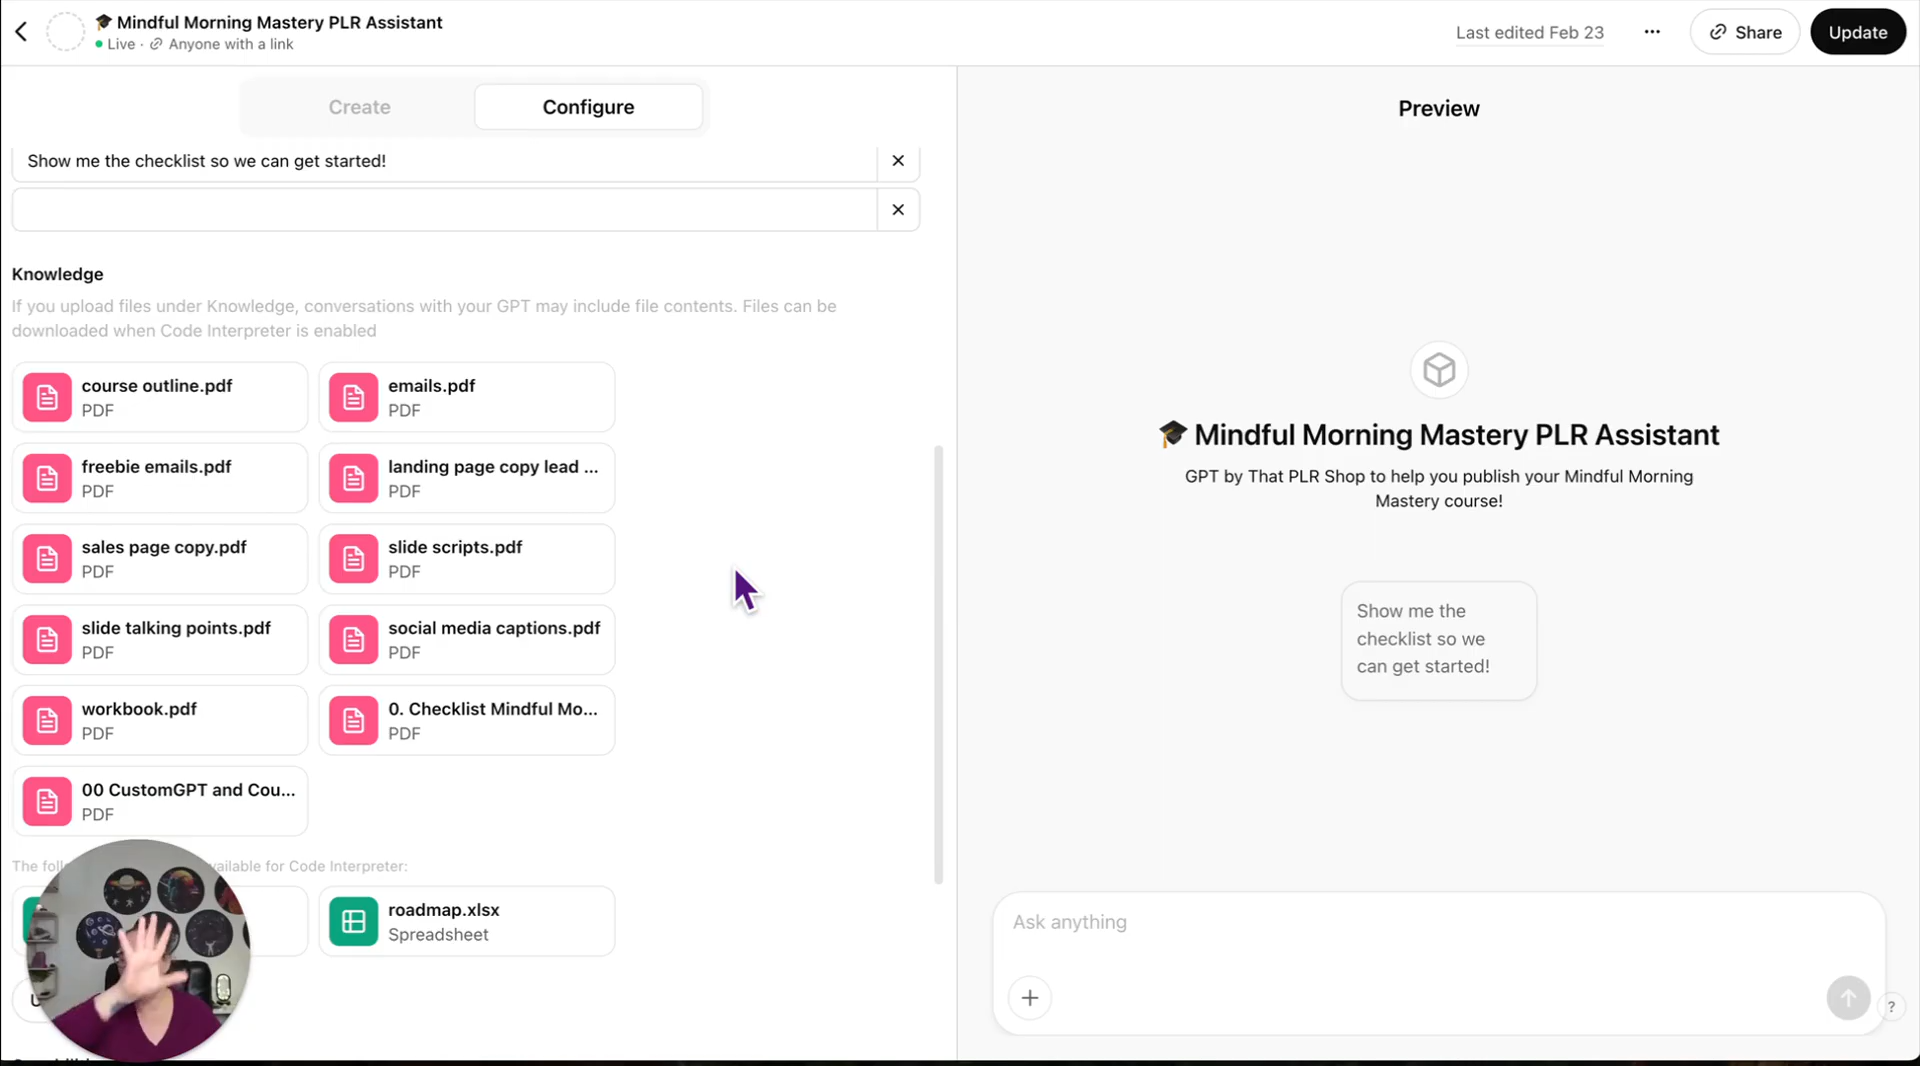 🎓 Mindful Morning Mastery PLR Assistant
Live · Anyone with a link
Last edited Feb 23
Share
Update
Create
Configure
Show me the checklist so we can get started!
Knowledge
If you upload files under Knowledge, conversations with your GPT may include file contents. Files can be
downloaded when Code Interpreter is enabled
course outline.pdf
PDF
emails.pdf
PDF
freebie emails.pdf
PDF
landing page copy lead ...
PDF
sales page copy.pdf
PDF
slide scripts.pdf
PDF
slide talking points.pdf
PDF
social media captions.pdf
PDF
workbook.pdf
PDF
0. Checklist Mindful Mo...
PDF
00 CustomGPT and Cou...
PDF
The for Code Interpreter:
roadmap.xlsx
Spreadsheet
Preview
🎓 Mindful Morning Mastery PLR Assistant
GPT by That PLR Shop to help you publish your Mindful Morning
Mastery course!
Show me the
checklist so we
can get started!
Ask anything
?